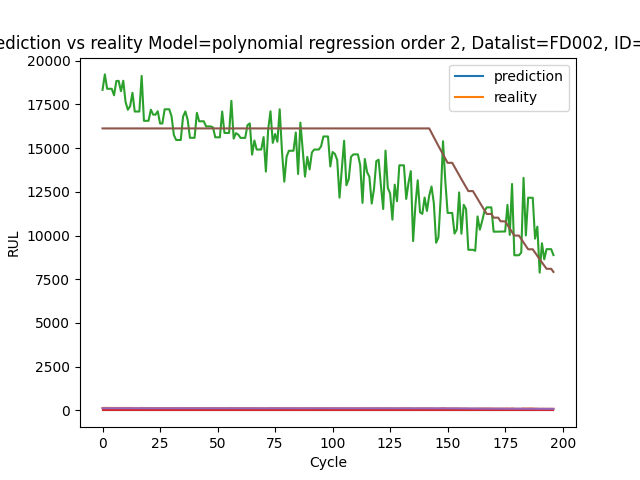 ediction vs reality Model=polynomial regression order 2, Datalist=FD002, ID=
20000
17500
15000
12500
10000
7500
5000
2500
0
RUL
prediction
reality
0 25 50 75 100 125 150 175 200
Cycle